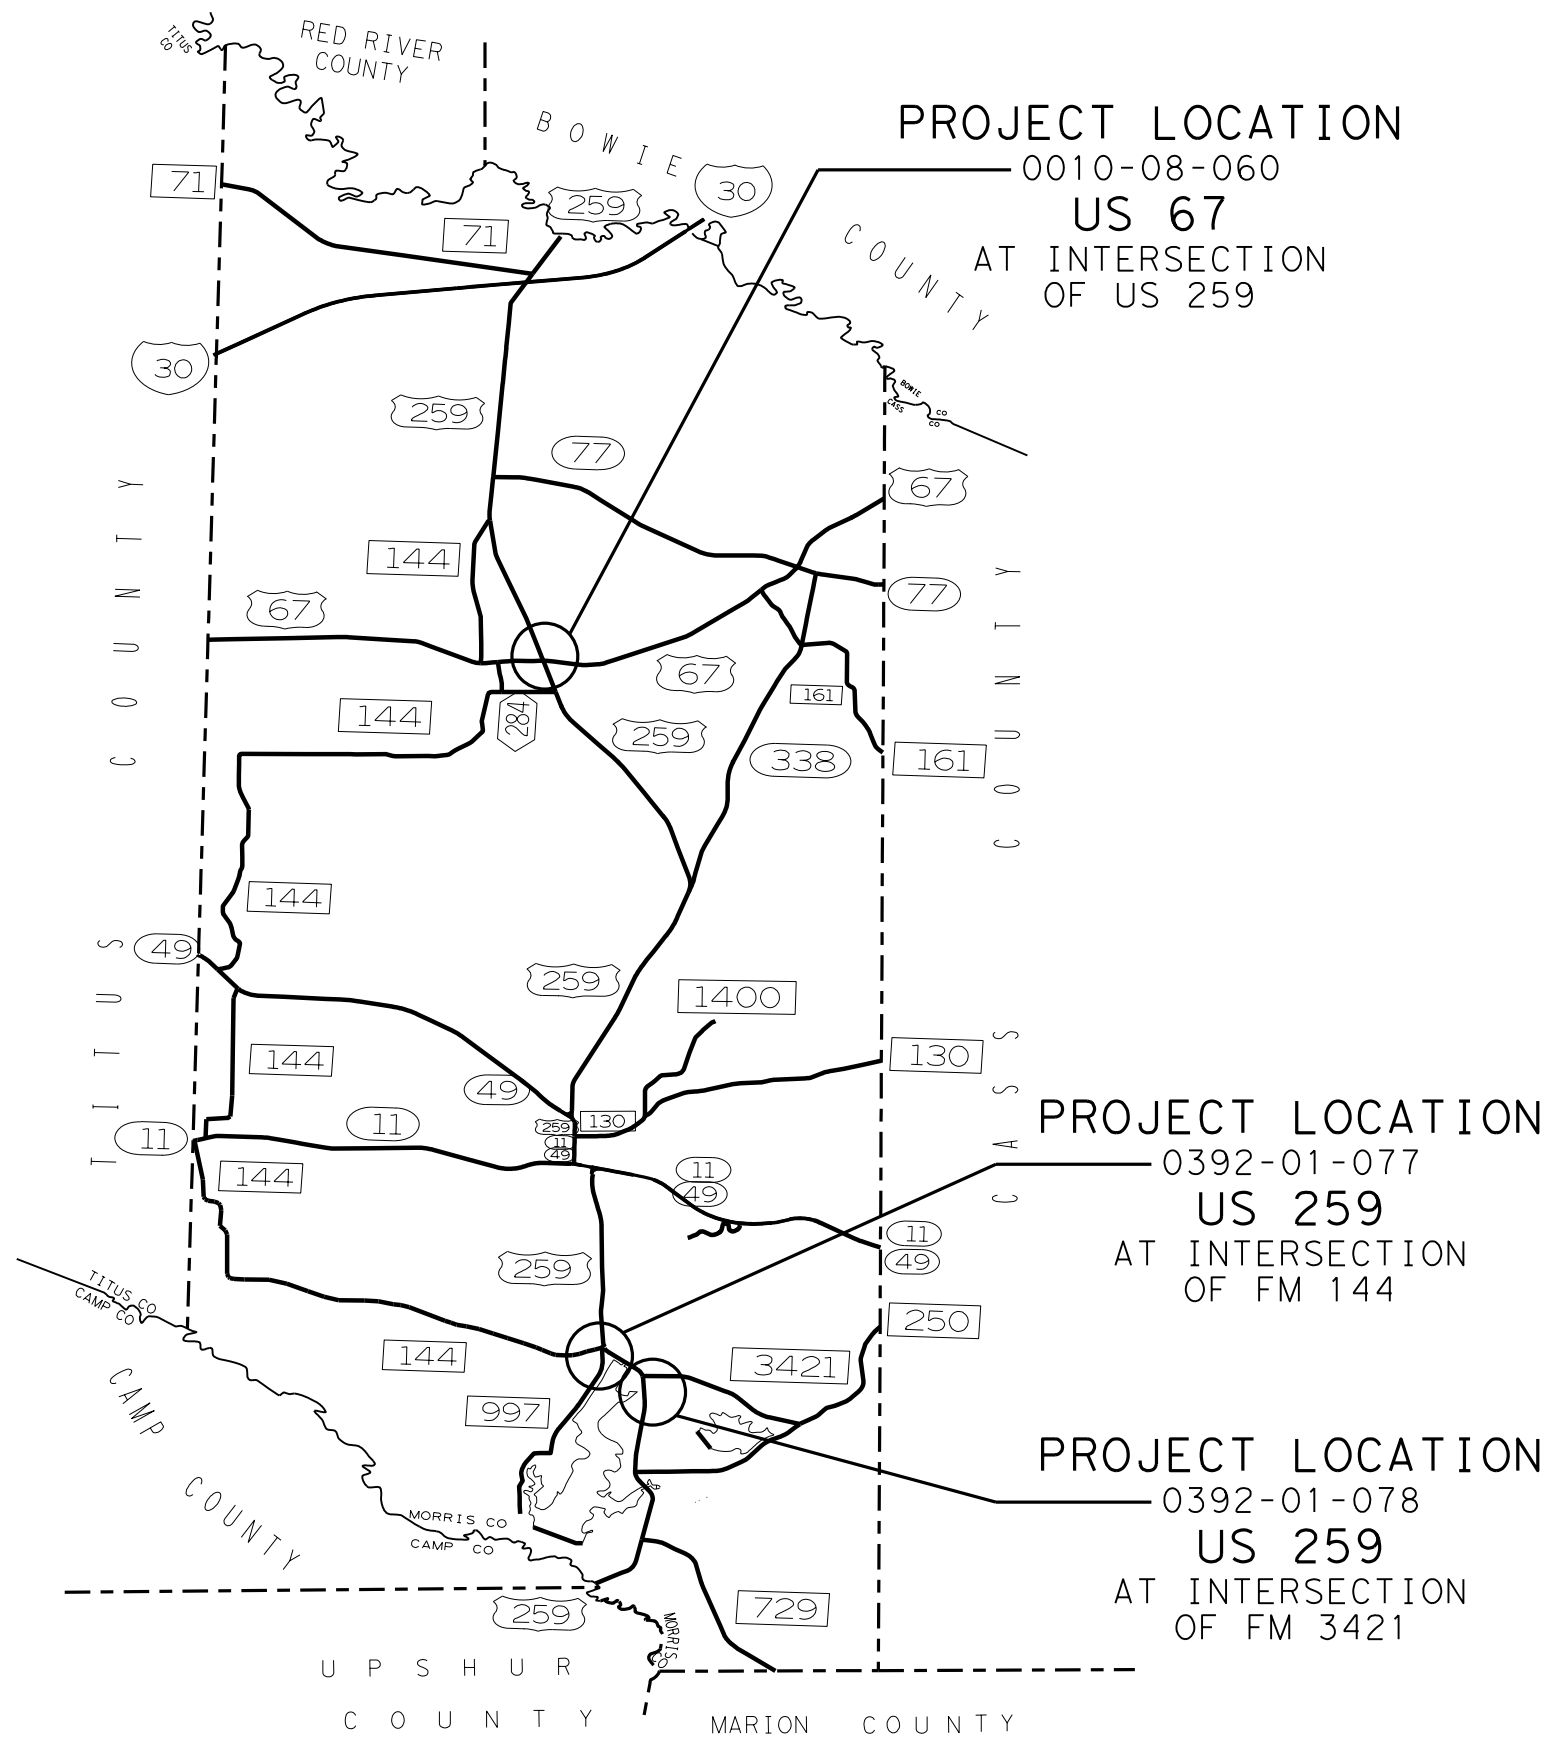 TITUS
CO
RED RIVER
COUNTY
BOWIE
COUNTY
PROJECT LOCATION
0010-08-060
US 67
AT INTERSECTION
OF US 259
71
259
30
71
30
259
BOWIE CO
CASS CO
77
67
144
77
67
TITUS COUNTY
CASS COUNTY
67
161
144
284
259
338
161
144
49
259
1400
144
130
49
259
130
11
11
11
49
PROJECT LOCATION
0392-01-077
US 259
AT INTERSECTION
OF FM 144
144
11
49
11
49
259
TITUS CO
CAMP CO
250
144
3421
997
CAMP
COUNTY
PROJECT LOCATION
0392-01-078
US 259
AT INTERSECTION
OF FM 3421
MORRIS CO
CAMP CO
259
729
MORRIS
CO
UPSHUR
COUNTY
MARION COUNTY